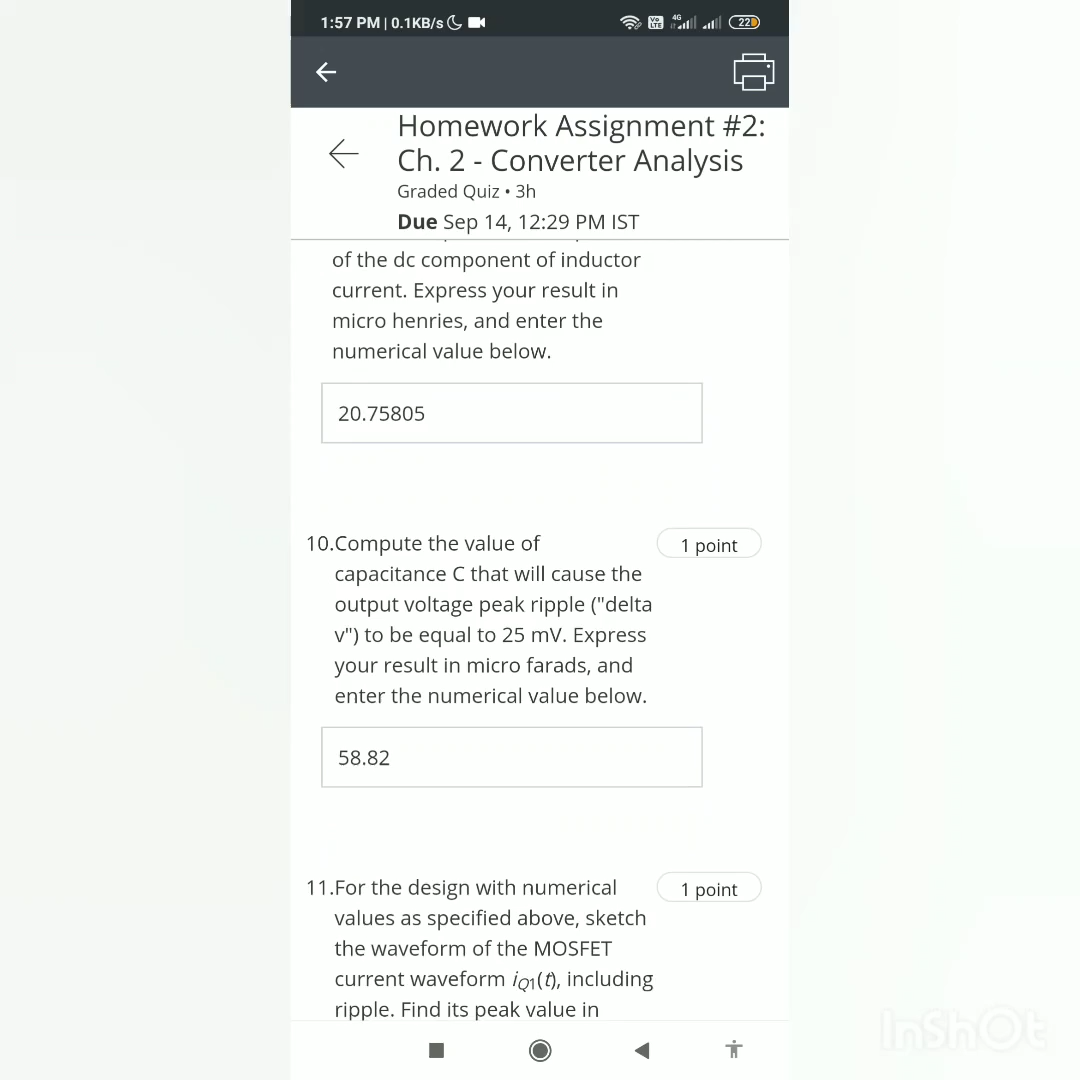 1:57 PM | 0.1KB/s
Vo LTE 4G 22
Homework Assignment #2:
Ch. 2 - Converter Analysis
Graded Quiz • 3h
Due Sep 14, 12:29 PM IST
of the dc component of inductor
current. Express your result in
micro henries, and enter the
numerical value below.
20.75805
10.Compute the value of
1 point
capacitance C that will cause the
output voltage peak ripple ("delta
v") to be equal to 25 mV. Express
your result in micro farads, and
enter the numerical value below.
58.82
11.For the design with numerical
1 point
values as specified above, sketch
the waveform of the MOSFET
current waveform iQ1(t), including
ripple. Find its peak value in
InShOt